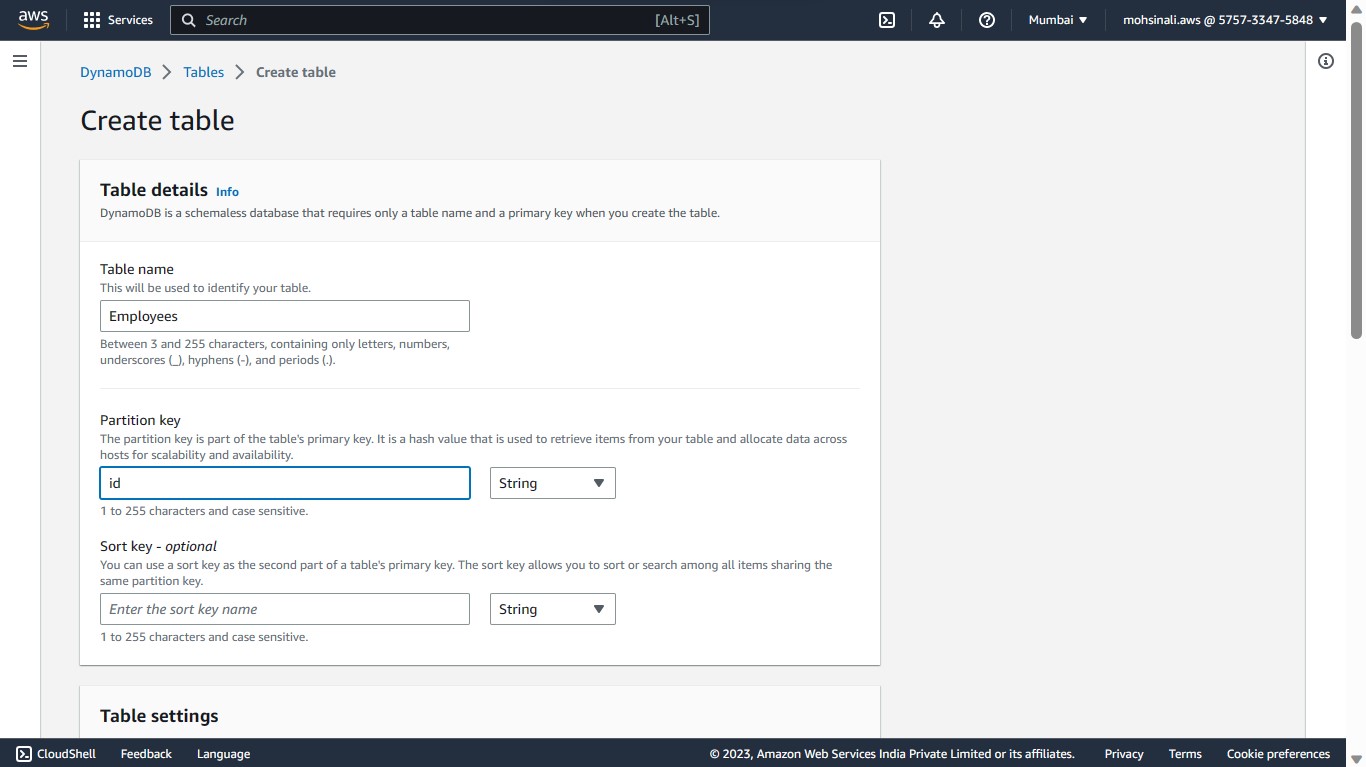 aws Services Search [Alt+S] Mumbai mohsinali.aws @ 5757-3347-5848
DynamoDB Tables Create table
Create table
Table details Info
DynamoDB is a schemaless database that requires only a table name and a primary key when you create the table.
Table name
This will be used to identify your table.
Employees
Between 3 and 255 characters, containing only letters, numbers,
underscores (_), hyphens (-), and periods (.).
Partition key
The partition key is part of the table's primary key. It is a hash value that is used to retrieve items from your table and allocate data across
hosts for scalability and availability.
id String
1 to 255 characters and case sensitive.
Sort key - optional
You can use a sort key as the second part of a table's primary key. The sort key allows you to sort or search among all items sharing the
same partition key.
Enter the sort key name String
1 to 255 characters and case sensitive.
Table settings
CloudShell Feedback Language © 2023, Amazon Web Services India Private Limited or its affiliates. Privacy Terms Cookie preferences